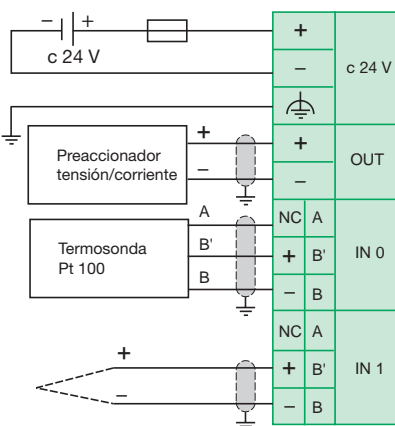 − +
c 24 V
+
−
c 24 V
Preaccionador
tensión/corriente
+
−
+
−
OUT
Termosonda
Pt 100
A
B'
B
NC A
+ B'
− B
IN 0
+
−
NC A
+ B'
− B
IN 1